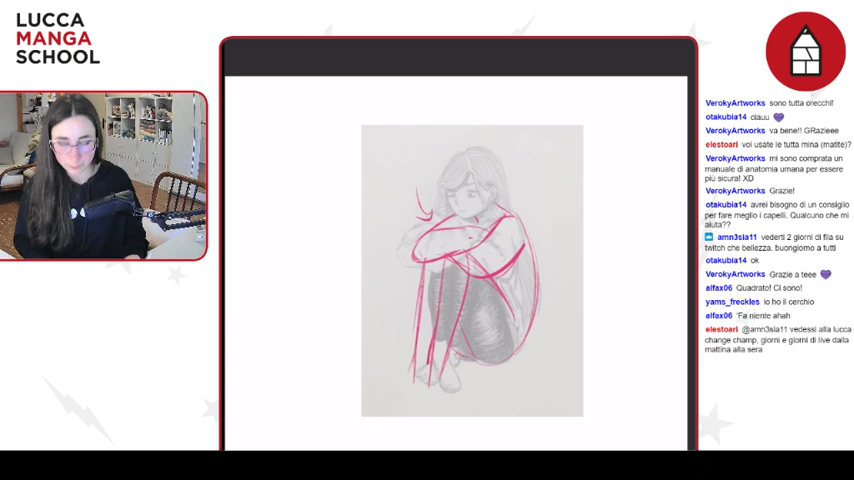 LUCCA
MANGA
SCHOOL
VerokyArtworks sono tutta orecchi!
otakubia14 ciauu
VerokyArtworks va bene!! GRazieee
elestoari voi usate le tutta mina (matite)?
VerokyArtworks mi sono comprata un
manuale di anatomia umana per essere
più sicura! XD
VerokyArtworks Grazie!
otakubia14 avrei bisogno di un consiglio
per fare meglio i capelli. Qualcuno che mi
aiuta??
amn3sia11 vederti 2 giorni di fila su
twitch che bellezza. buongiorno a tutti
otakubia14 ok
VerokyArtworks Grazie a teee
alfax06 Quadrato! Ci sono!
yams_freckles io ho il cerchio
alfax06 'Fa niente ahah
elestoari @amn3sia11 vedessi alla lucca
change champ, giorni e giorni di live dalla
mattina alla sera